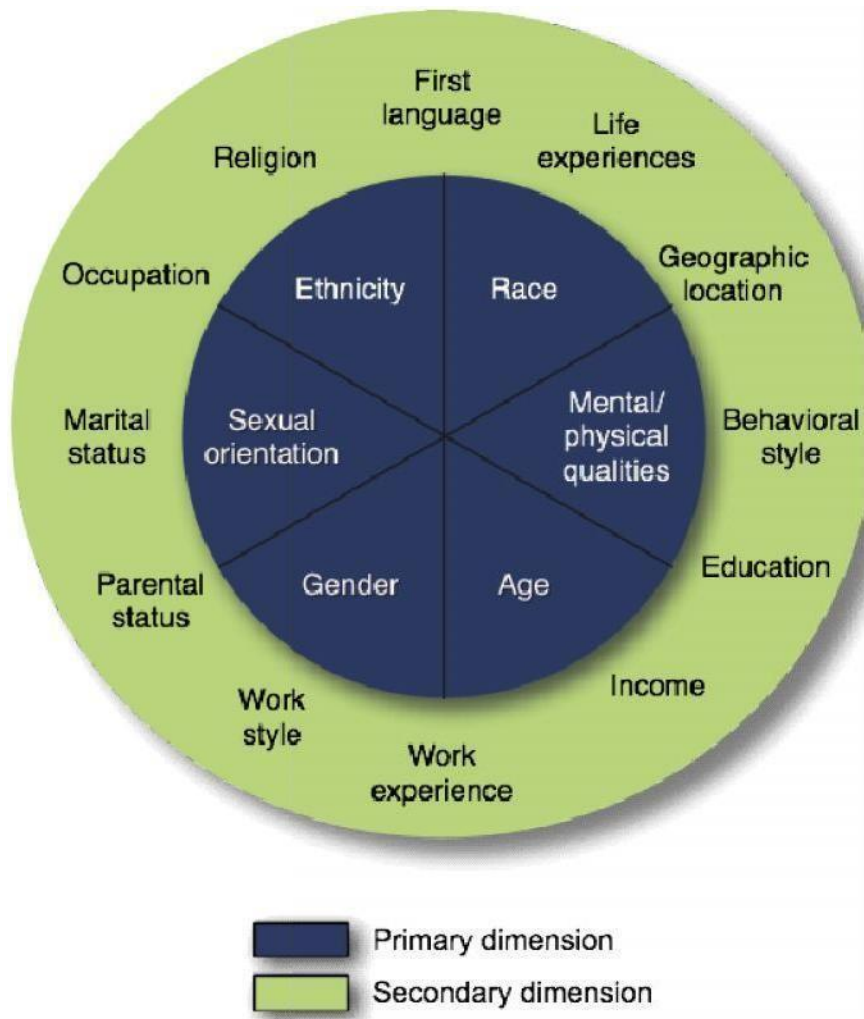 First
language
Life
experiences
Religion
Geographic
location
Occupation
Ethnicity
Race
Marital
status
Sexual
orientation
Mental/
physical
qualities
Behavioral
style
Parental
status
Gender
Age
Education
Work
style
Income
Work
experience
Primary dimension
Secondary dimension